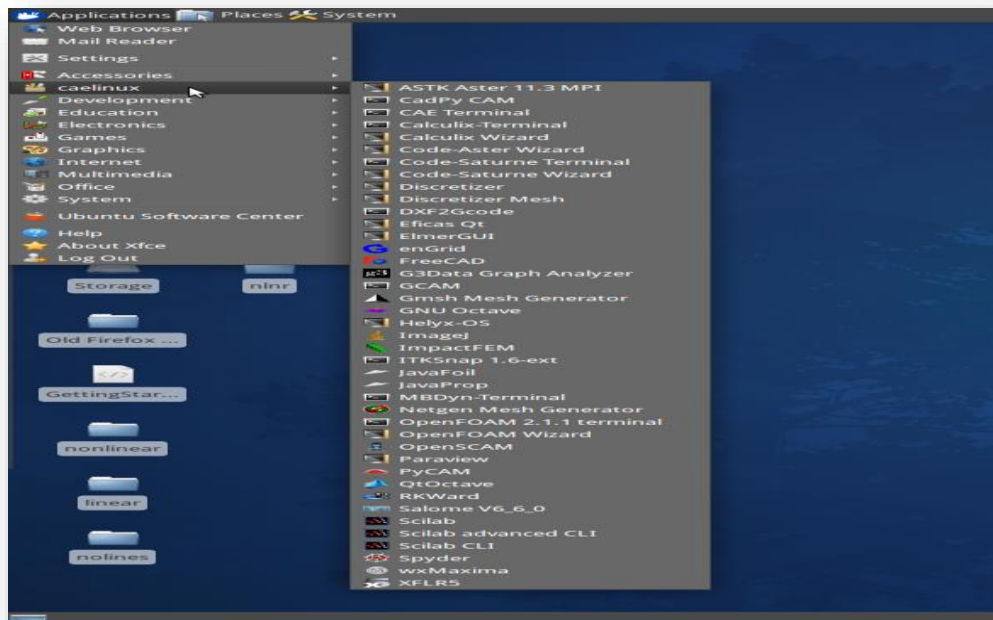 Applications Places System
Web Browser
Mail Reader
Settings
Accessories
caelinux
Development
Education
Electronics
Games
Graphics
Internet
Multimedia
Office
System
Ubuntu Software Center
Help
About Xfce
Log Out
ASTK Aster 11.3 MPI
CadPy CAM
CAE Terminal
Calculix-Terminal
Calculix Wizard
Code-Aster Wizard
Code-Saturne Terminal
Code-Saturne Wizard
Discretizer
Discretizer Mesh
DXF2Gcode
Eficas Qt
ElmerGUI
enGrid
FreeCAD
G3Data Graph Analyzer
GCAM
Gmsh Mesh Generator
GNU Octave
Helyx-OS
ImageJ
ImpactFEM
ITKSnap 1.6-ext
JavaFoil
JavaProp
MBDyn-Terminal
Netgen Mesh Generator
OpenFOAM 2.1.1 terminal
OpenFOAM Wizard
OpenSCAM
Paraview
PyCAM
QtOctave
RKWard
Salome V6_6_0
Scilab
Scilab advanced CLI
Scilab CLI
Spyder
wxMaxima
XFLR5
Storage
nlnr
Old Firefox ...
GettingStar...
nonlinear
linear
nolines